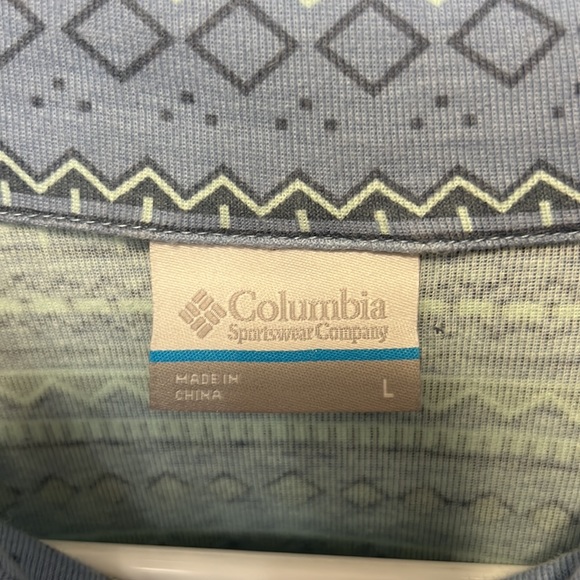 Columbia
Sportswear Company
MADE IN
CHINA
L